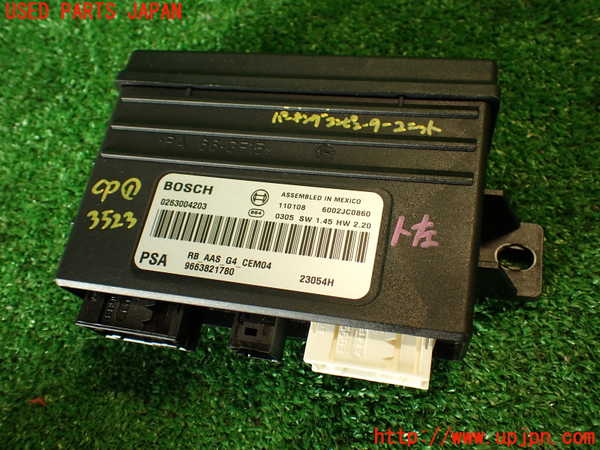 USED PARTS JAPAN
パーキングコンピューターユニット
CP①
3523
BOSCH
0263004203
ASSEMBLED IN MEXICO
110108 6002JC0860
0305 SW 1.45 HW 2.20
ト左
PSA
RB_AAS_G4_CEM04
9663821780
23054H
http://www.upjpn.com/